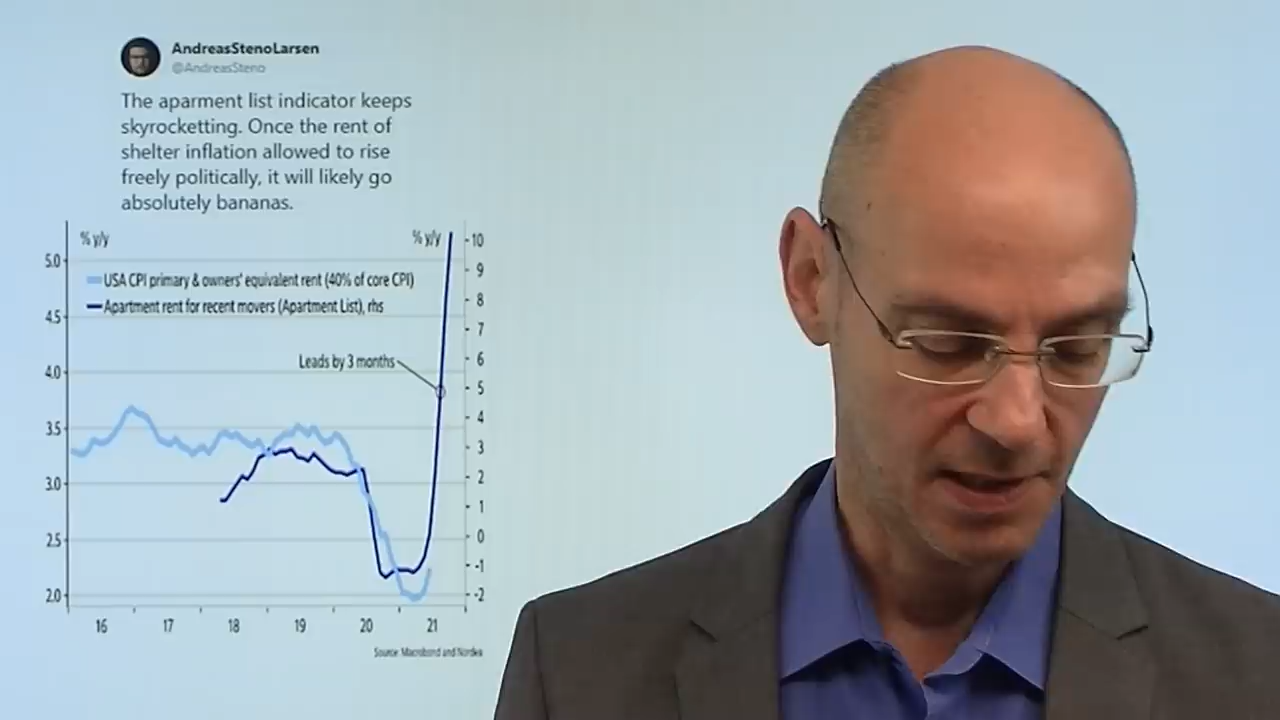 AndreasStenoLarsen
@AndreasSteno
The aparment list indicator keeps
skyrocketting. Once the rent of
shelter inflation allowed to rise
freely politically, it will likely go
absolutely bananas.
% y/y
% y/y
USA CPI primary & owners' equivalent rent (40% of core CPI)
Apartment rent for recent movers (Apartment List), rhs
Leads by 3 months
5.0
4.5
4.0
3.5
3.0
2.5
2.0
10
9
8
7
6
5
4
3
2
1
0
-1
-2
16 17 18 19 20 21
Source: Macrobond and Nordea